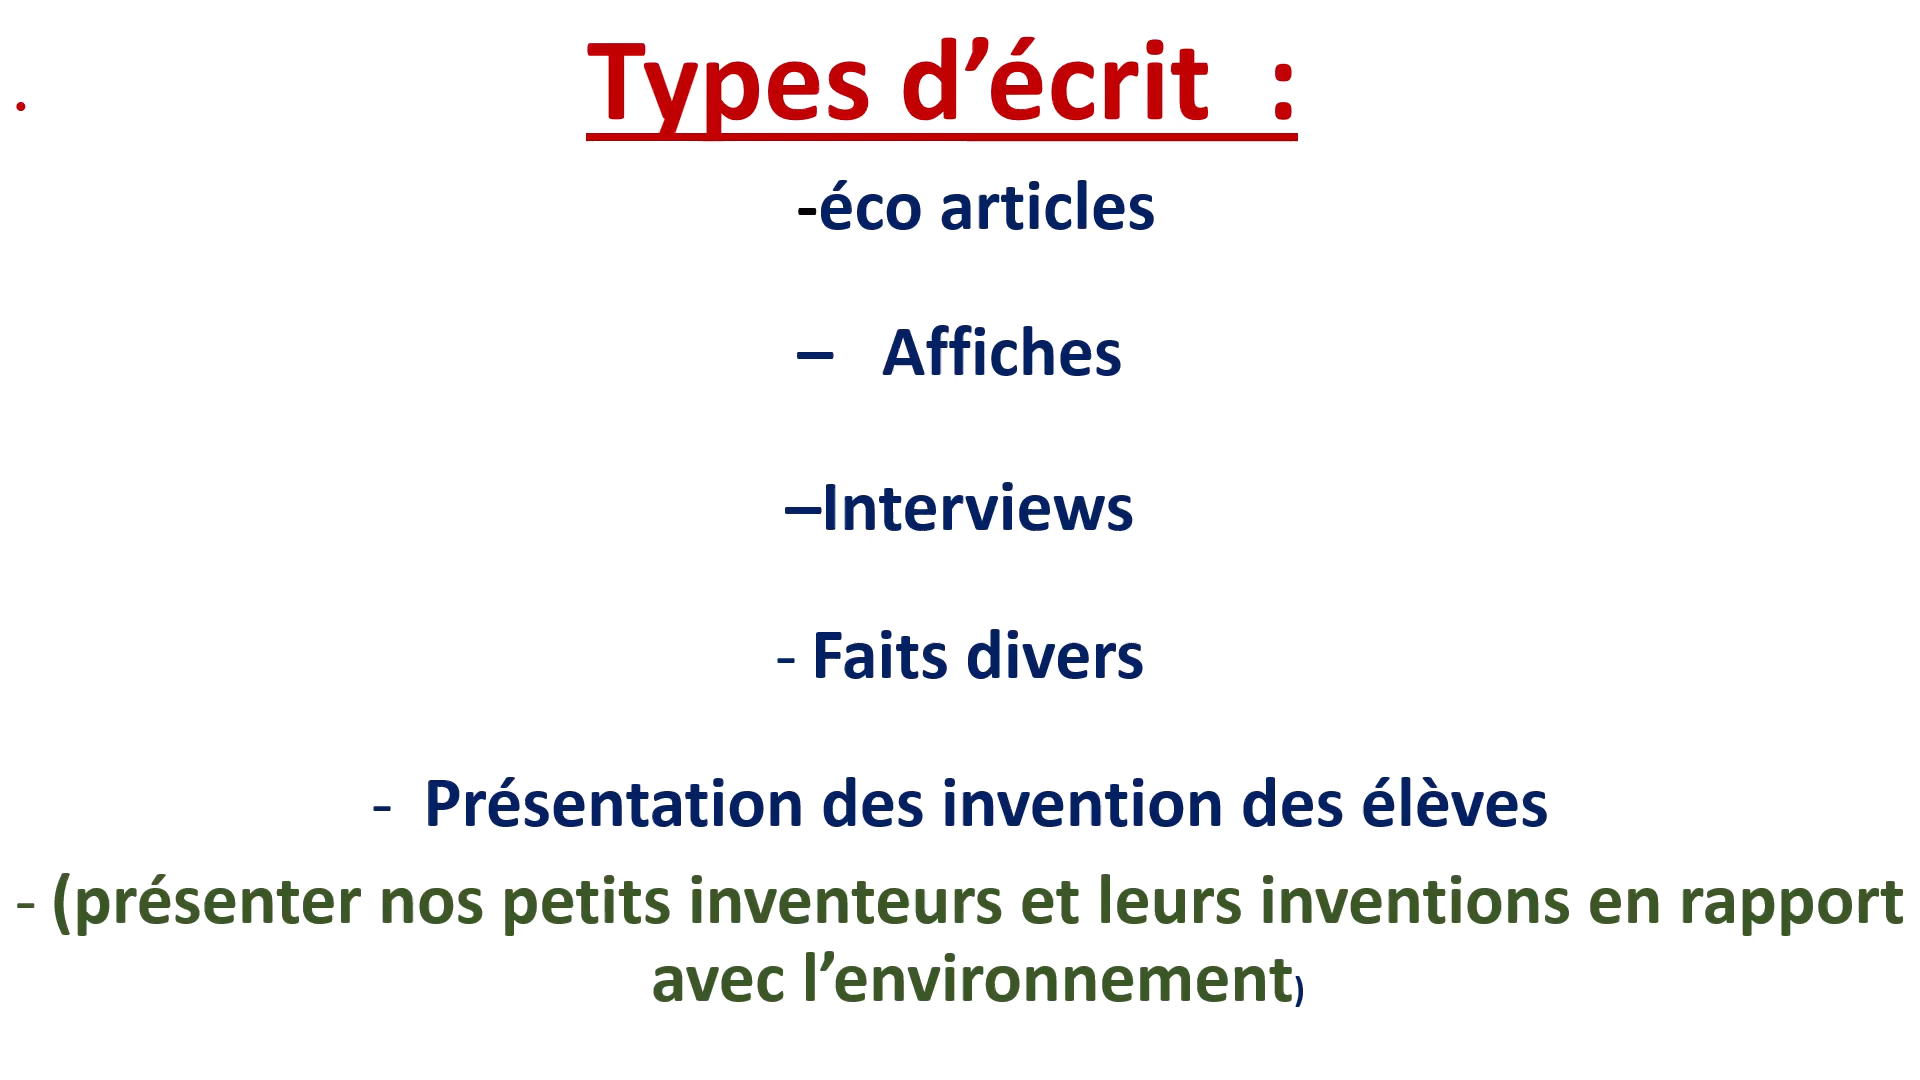 • Types d’écrit  :
-éco articles
–   Affiches
–Interviews
- Faits divers
-  Présentation des invention des élèves
- (présenter nos petits inventeurs et leurs inventions en rapport
avec l’environnement)